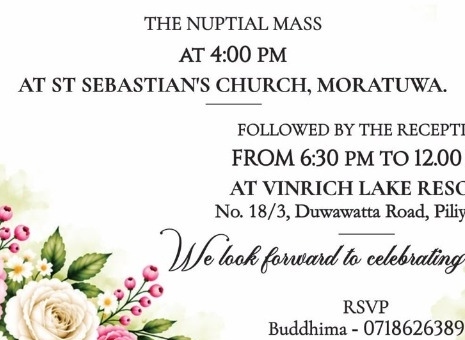 THE NUPTIAL MASS
AT 4:00 PM
AT ST SEBASTIAN'S CHURCH, MORATUWA.
FOLLOWED BY THE RECEPTI
FROM 6:30 PM TO 12.00
AT VINRICH LAKE RESO
No. 18/3, Duwawatta Road, Piliy
We look forward to celebrating
RSVP
Buddhima - 0718626389